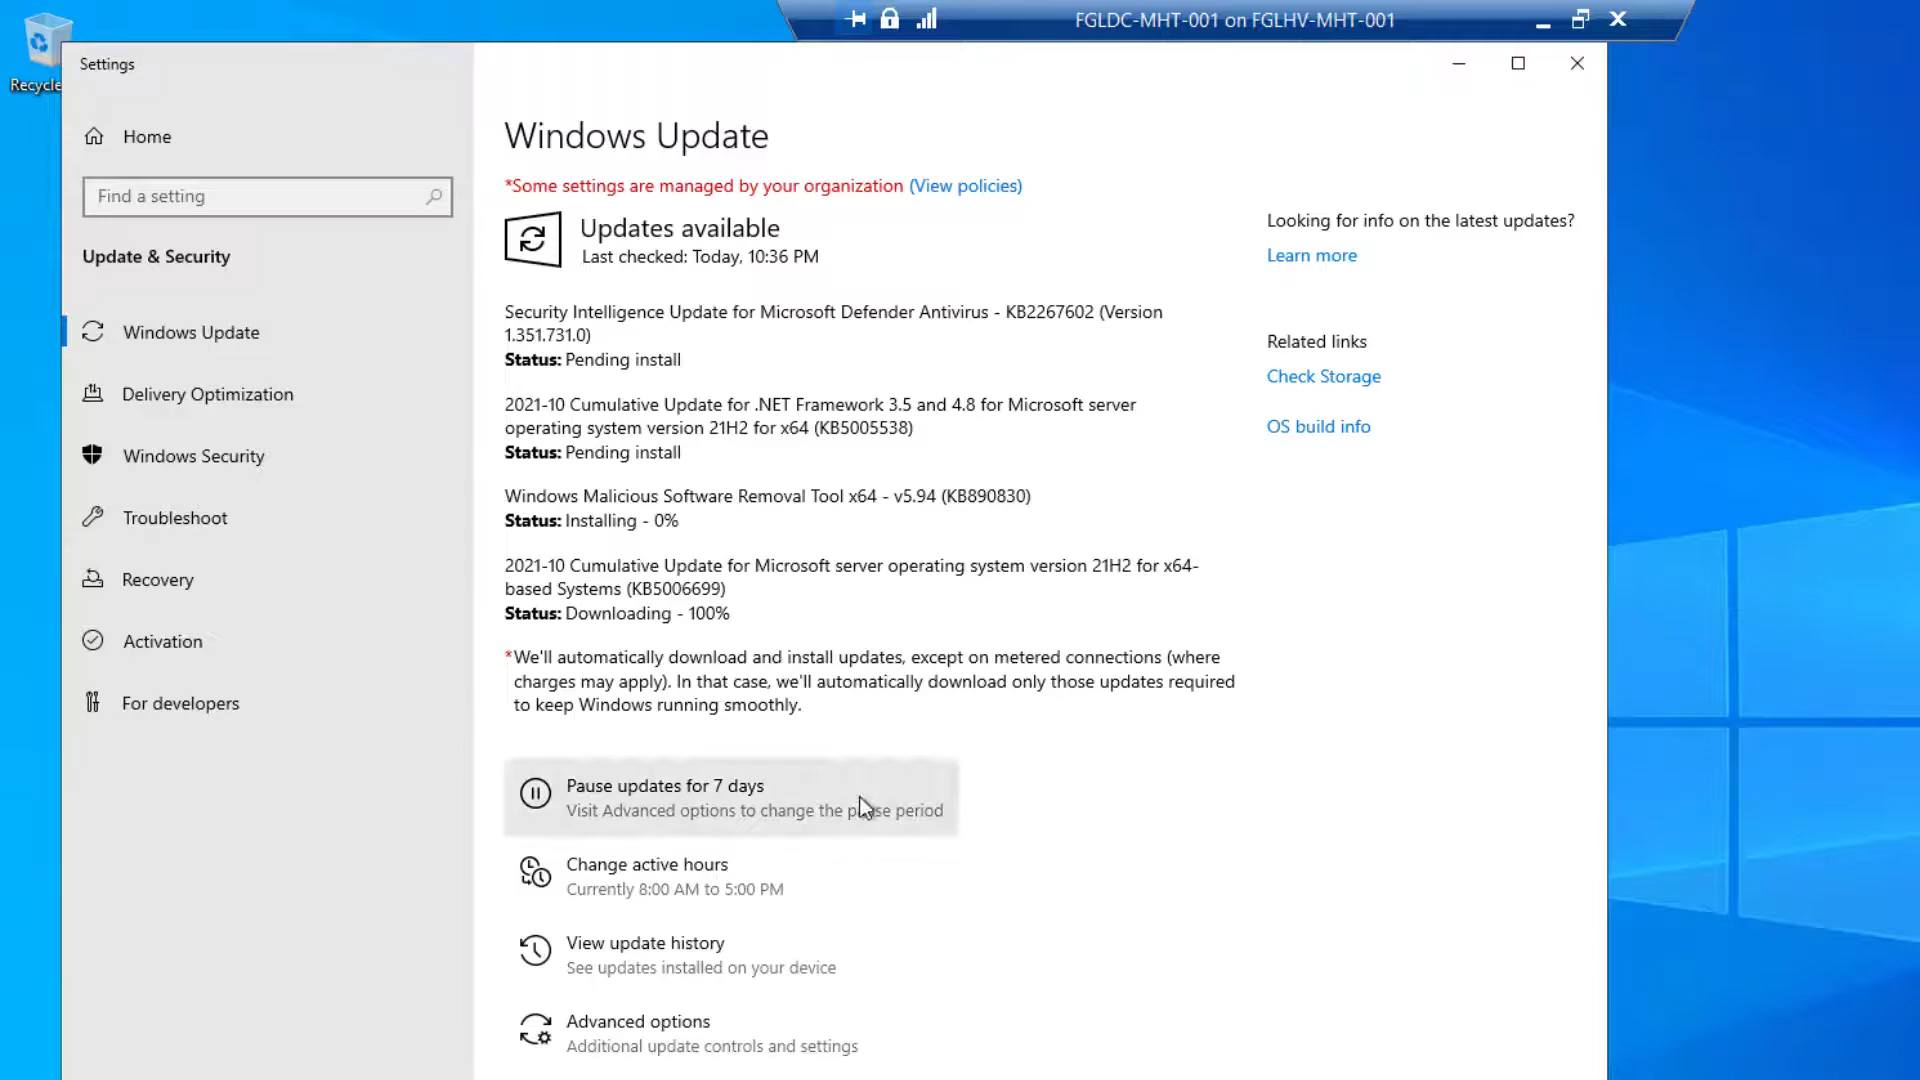 FGLDC-MHT-001 on FGLHV-MHT-001
Recycle
Settings
Home
Find a setting
Update & Security
Windows Update
Delivery Optimization
Windows Security
Troubleshoot
Recovery
Activation
For developers
Windows Update
*Some settings are managed by your organization (View policies)
Updates available
Last checked: Today, 10:36 PM
Security Intelligence Update for Microsoft Defender Antivirus - KB2267602 (Version
1.351.731.0)
Status: Pending install
2021-10 Cumulative Update for .NET Framework 3.5 and 4.8 for Microsoft server
operating system version 21H2 for x64 (KB5005538)
Status: Pending install
Windows Malicious Software Removal Tool x64 - v5.94 (KB890830)
Status: Installing - 0%
2021-10 Cumulative Update for Microsoft server operating system version 21H2 for x64-
based Systems (KB5006699)
Status: Downloading - 100%
*We'll automatically download and install updates, except on metered connections (where
charges may apply). In that case, we'll automatically download only those updates required
to keep Windows running smoothly.
Pause updates for 7 days
Visit Advanced options to change the pause period
Change active hours
Currently 8:00 AM to 5:00 PM
View update history
See updates installed on your device
Advanced options
Additional update controls and settings
Looking for info on the latest updates?
Learn more
Related links
Check Storage
OS build info